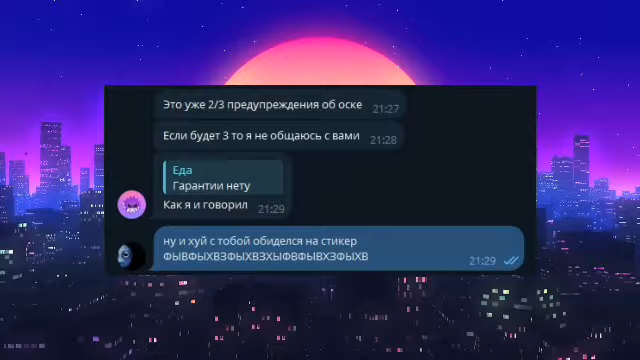 Это уже 2/3 предупреждения об оске 21:27
Если будет 3 то я не общаюсь с вами 21:28
Еда
Гарантии нету
Как я и говорил 21:29
ну и хуй с тобой обиделся на стикер
ФЫВФЫХВЗФЫХВЗХЫФВФЫВХЗФЫХВ 21:29